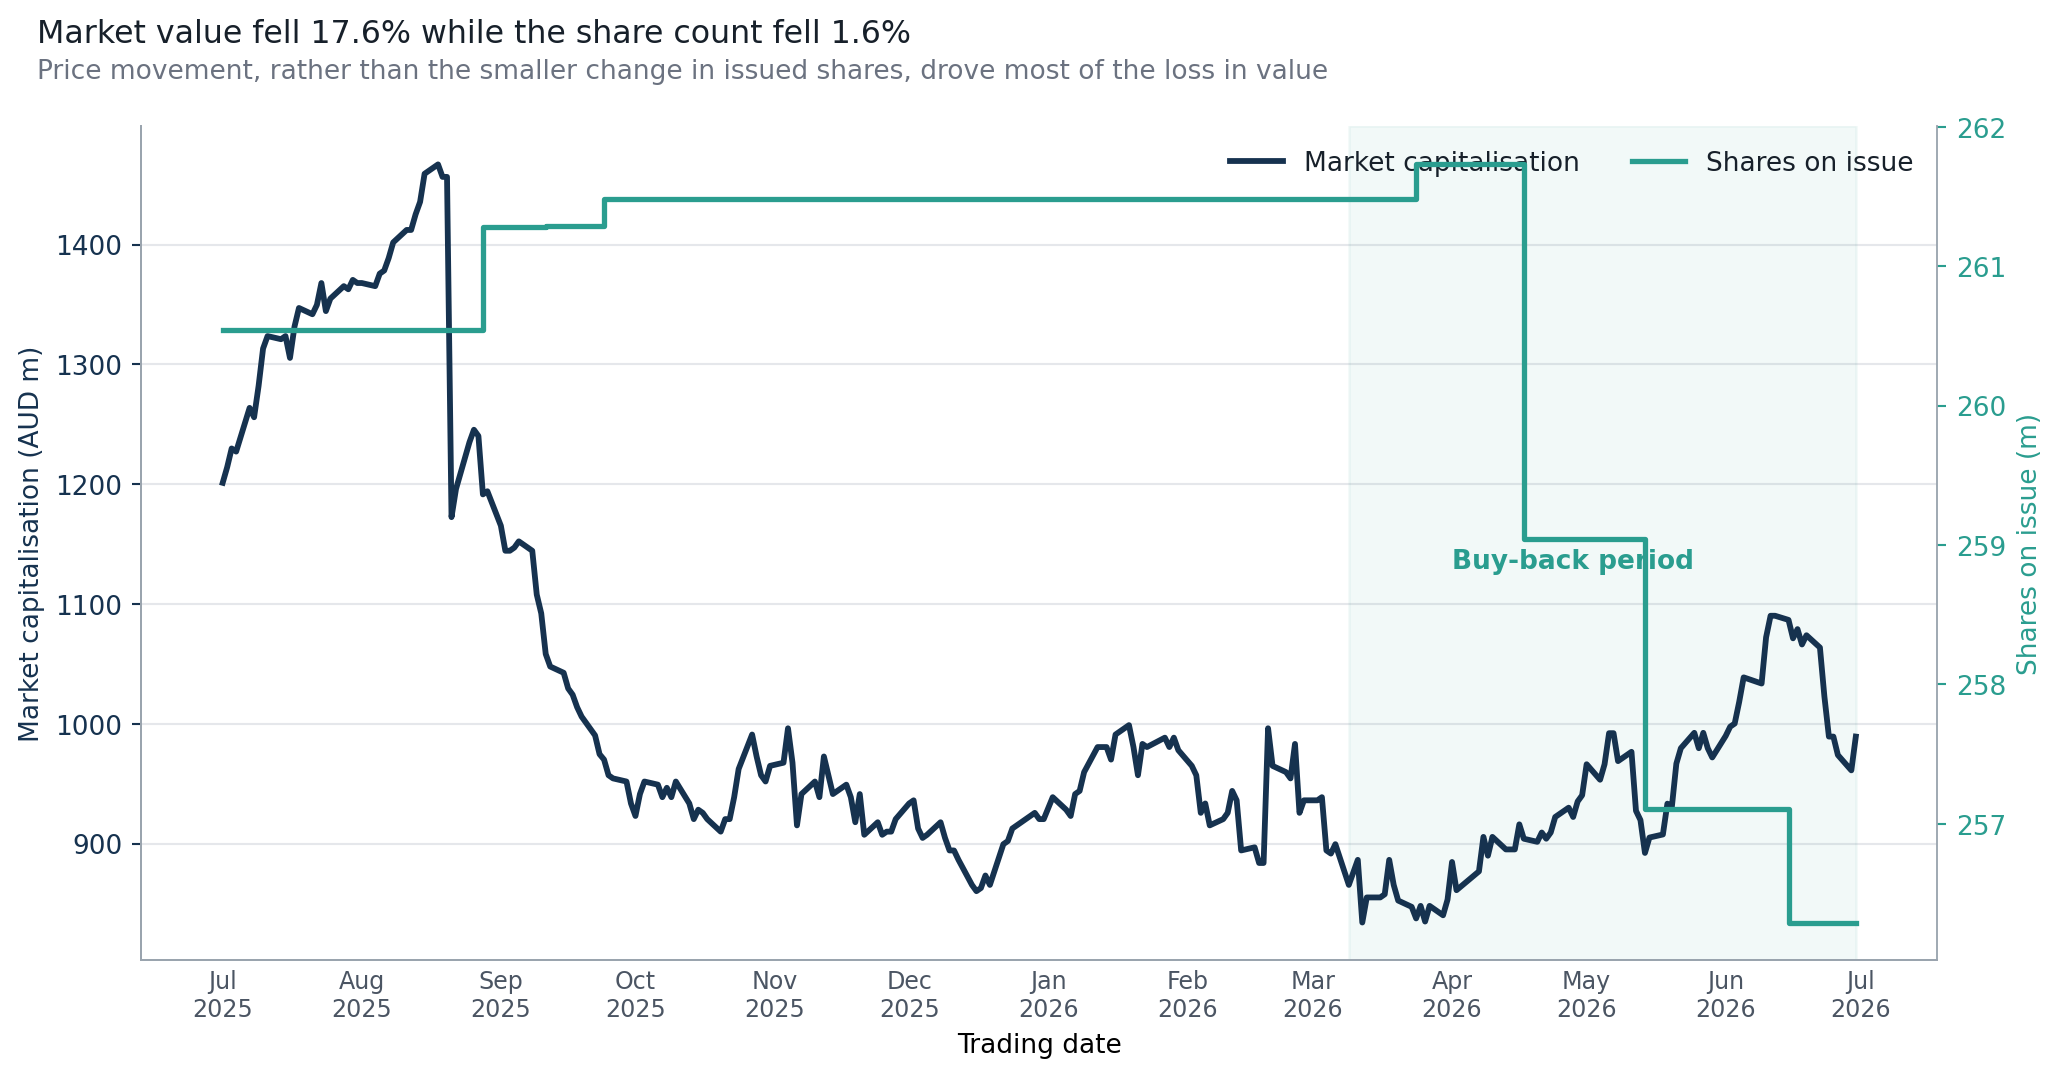 Market value fell 17.6% while the share count fell 1.6%
Price movement, rather than the smaller change in issued shares, drove most of the loss in value
Market capitalisation
Shares on issue
Market capitalisation (AUD m)
1400
1300
1200
1100
1000
900
262
261
260
259
258
257
Shares on issue (m)
Buy-back period
Jul
2025
Aug
2025
Sep
2025
Oct
2025
Nov
2025
Dec
2025
Jan
2026
Feb
2026
Mar
2026
Apr
2026
May
2026
Jun
2026
Jul
2026
Trading date